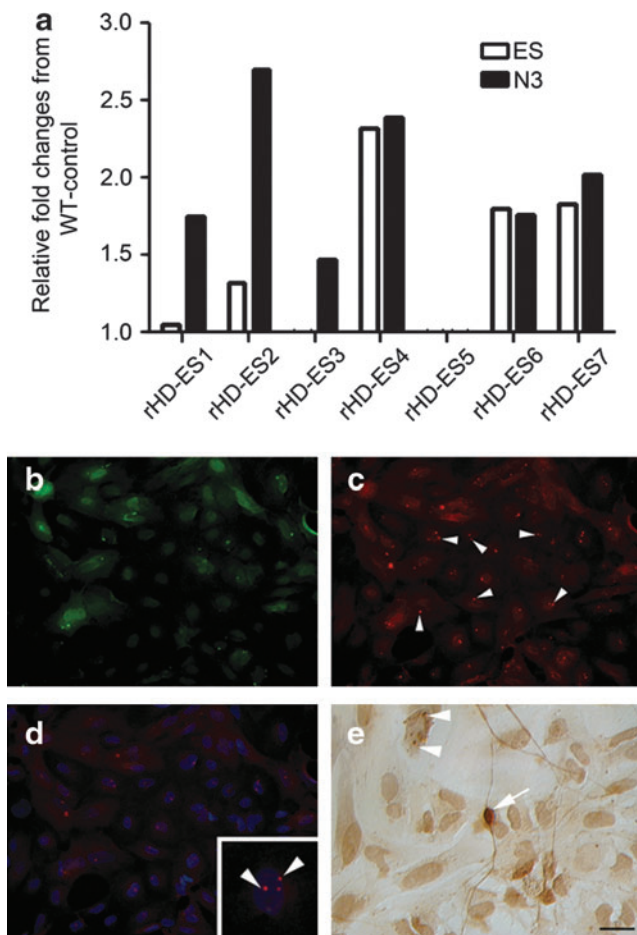 a
Relative fold changes from
WT-control
3.0
2.5
2.0
1.5
1.0
ES
N3
rHD-ES1
rHD-ES2
rHD-ES3
rHD-ES4
rHD-ES5
rHD-ES6
rHD-ES7
b
c
d
e